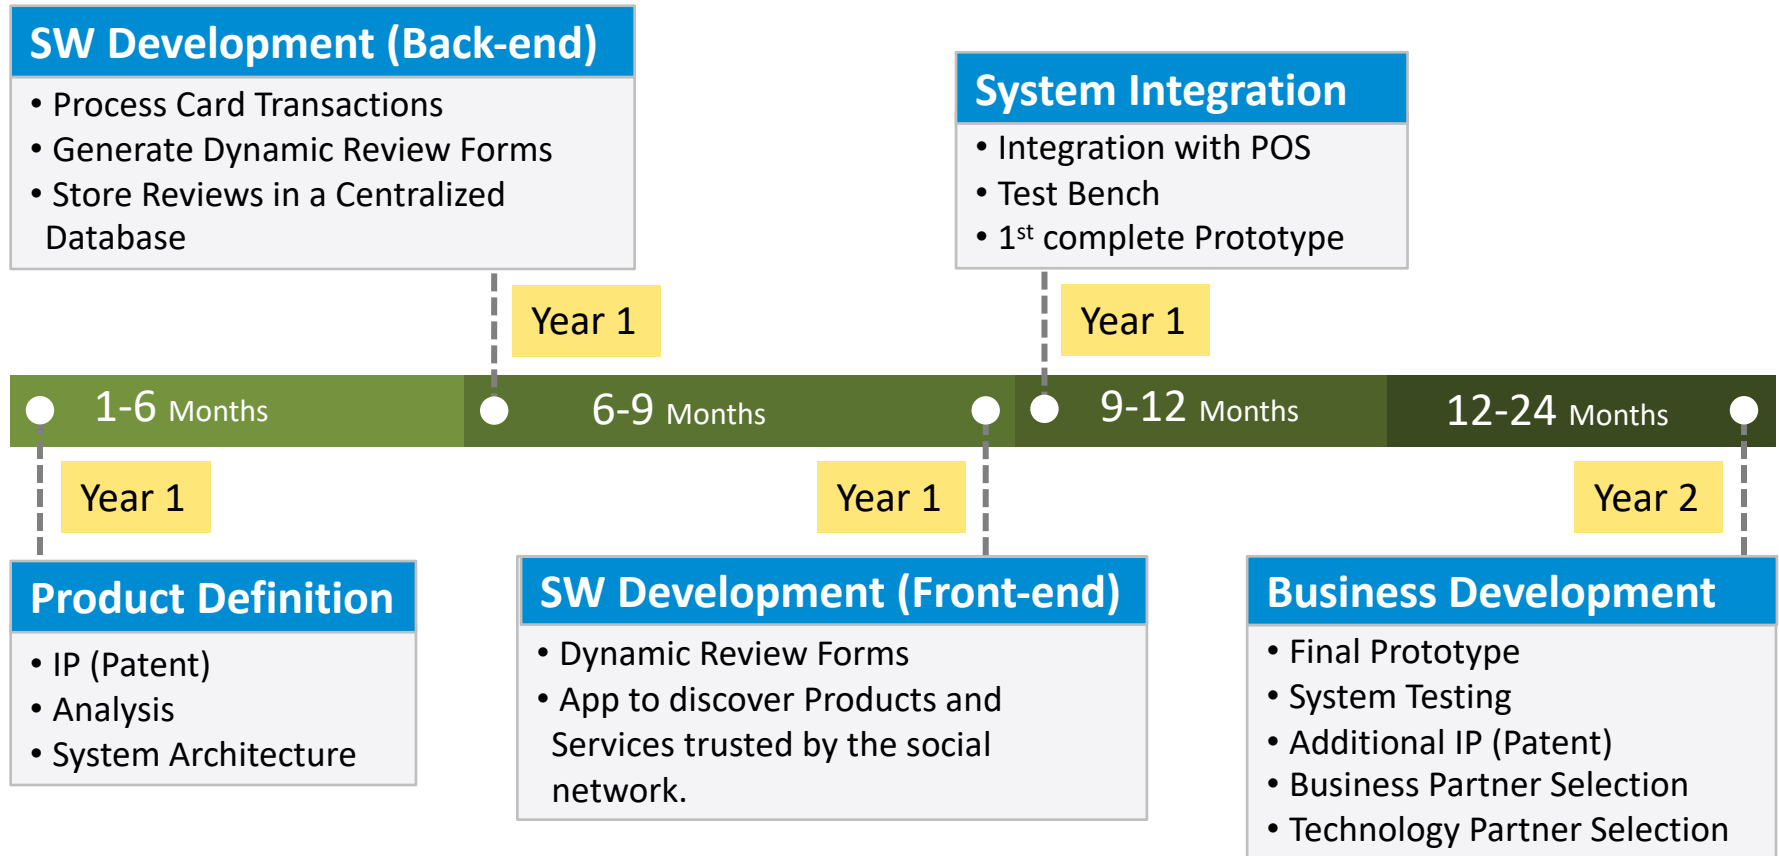 SW Development (Back-end)
• Process Card Transactions
• Generate Dynamic Review Forms
• Store Reviews in a Centralized
Database
System Integration
• Integration with POS
• Test Bench
• 1st complete Prototype
Year 1
Year 1
1-6 Months
6-9 Months
9-12 Months
12-24 Months
Year 1
Year 1
Year 2
Product Definition
• IP (Patent)
• Analysis
• System Architecture
SW Development (Front-end)
• Dynamic Review Forms
• App to discover Products and
Services trusted by the social
network.
Business Development
• Final Prototype
• System Testing
• Additional IP (Patent)
• Business Partner Selection
• Technology Partner Selection